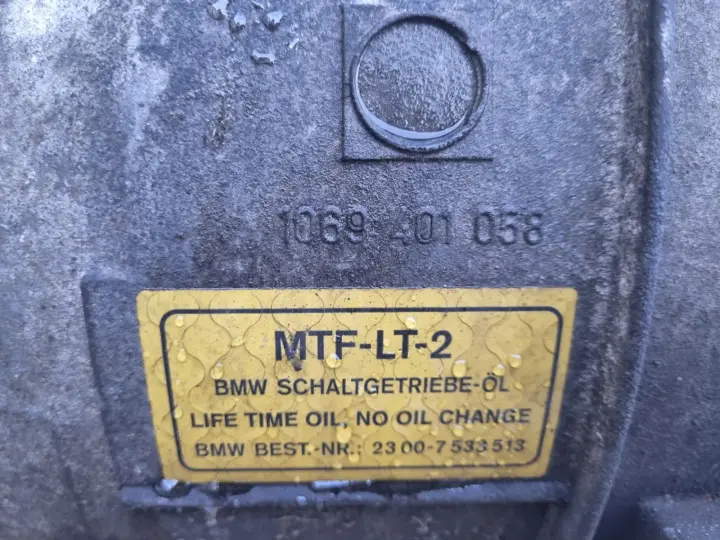 1069 401 058
MTF-LT-2
BMW SCHALTGETRIEBE-ÖL
LIFE TIME OIL, NO OIL CHANGE
BMW BEST.-NR.: 23 00-7 533 513